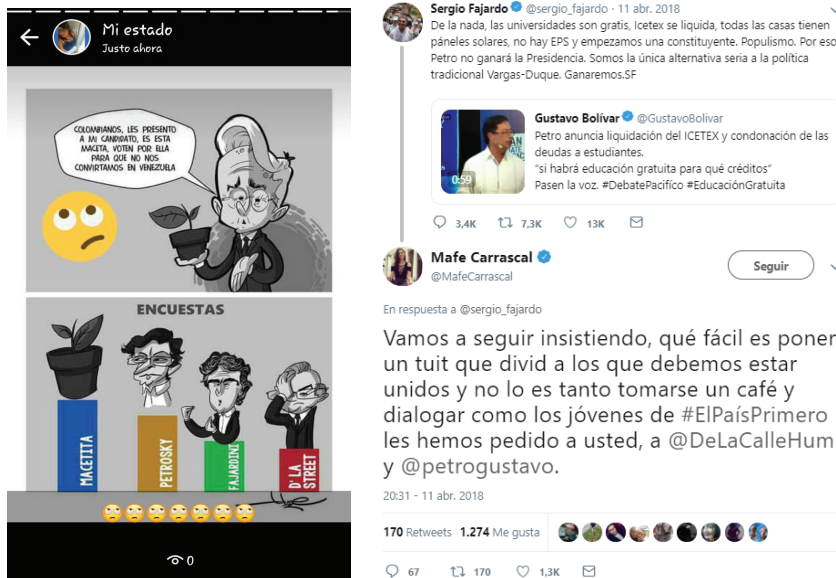 Mi estado
Justo ahora
COLOMBIANOS, LES PRESENTO
A MI CANDIDATO, ES ESTA
MACETA, VOTEN POR ELLA
PARA QUE NO NOS
CONVIRTAMOS EN VENEZUELA
ENCUESTAS
MACETITA
PETROSKY
FAJARDINI
D' LA
STREET
0
Sergio Fajardo @sergio_fajardo · 11 abr. 2018
De la nada, las universidades son gratis, Icetex se liquida, todas las casas tienen
páneles solares, no hay EPS y empezamos una constituyente. Populismo. Por eso
Petro no ganará la Presidencia. Somos la única alternativa seria a la política
tradicional Vargas-Duque. Ganaremos.SF
Gustavo Bolívar @GustavoBolivar
Petro anuncia liquidación del ICETEX y condonación de las
deudas a estudiantes.
"si habrá educación gratuita para qué créditos"
Pasen la voz. #DebatePacifíco #EducaciónGratuita
0:59
3,4K 7,3K 13K
Mafe Carrascal
@MafeCarrascal
Seguir
En respuesta a @sergio_fajardo
Vamos a seguir insistiendo, qué fácil es poner
un tuit que divid a los que debemos estar
unidos y no lo es tanto tomarse un café y
dialogar como los jóvenes de #ElPaísPrimero
les hemos pedido a usted, a @DeLaCalleHum
y @petrogustavo.
20:31 - 11 abr. 2018
170 Retweets 1.274 Me gusta
67 170 1,3K